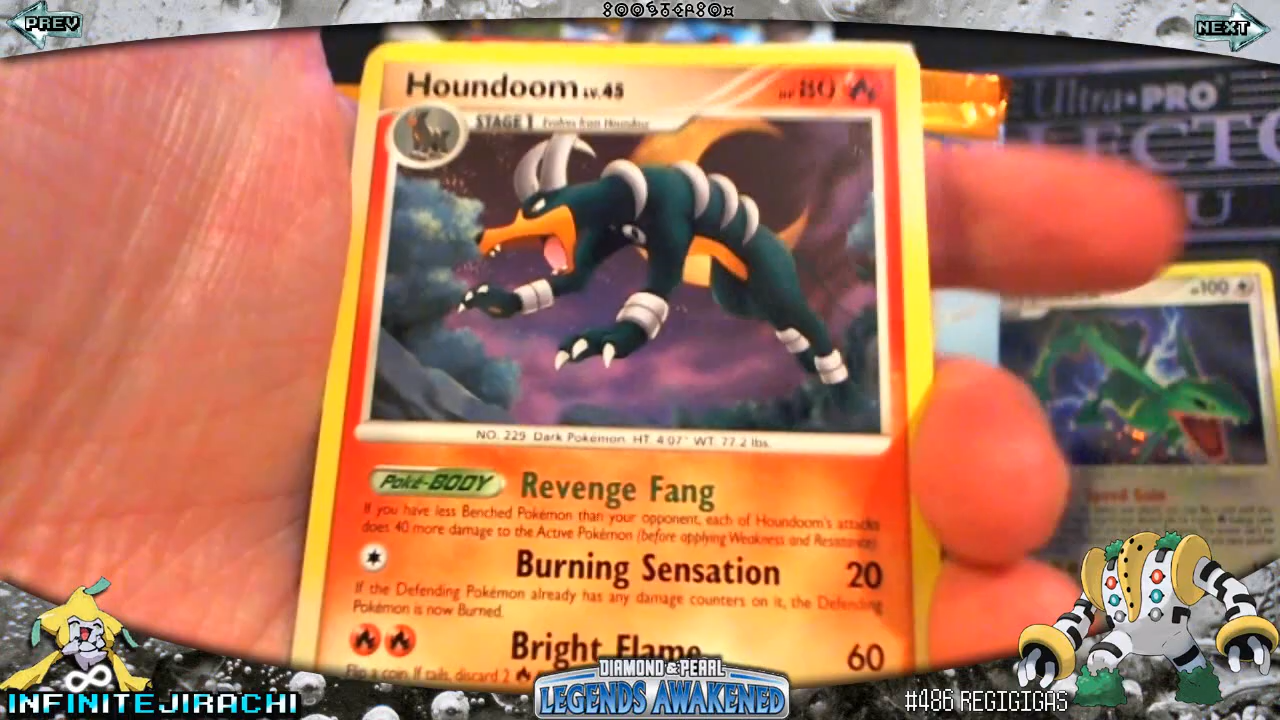 PREV
NEXT
Houndoom LV.45
HP 80
STAGE 1 Evolves from Houndour
NO. 229 Dark Pokémon HT. 4'07" WT. 77.2 lbs.
Poké-BODY Revenge Fang
If you have less Benched Pokémon than your opponent, each of Houndoom's attacks
does 40 more damage to the Active Pokémon (before applying Weakness and Resistance).
Burning Sensation 20
If the Defending Pokémon already has any damage counters on it, the Defending
Pokémon is now Burned.
Bright Flame 60
Flip a coin. If tails, discard 2
Ultra•PRO
LECTO
U
100
Speed Gain
INFINITEJIRACHI
DIAMOND & PEARL
LEGENDS AWAKENED
#486 REGIGIGAS